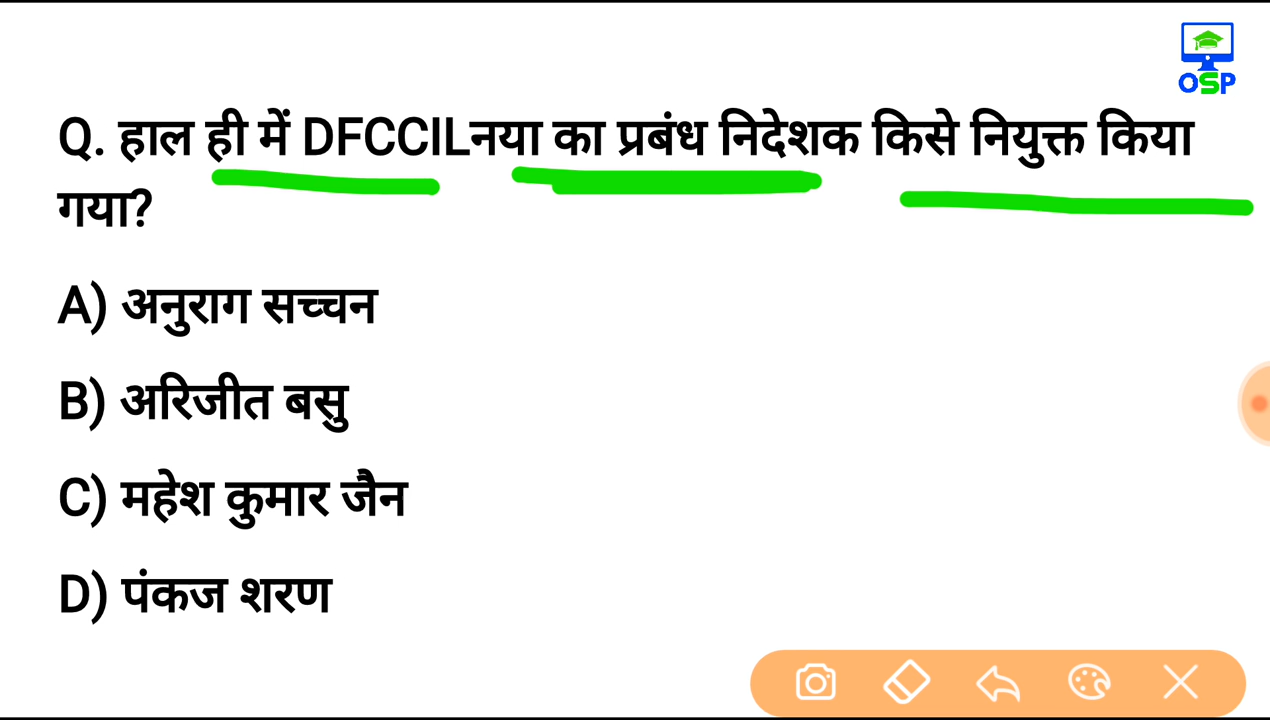 OSP
Q. हाल ही में DFCCILनया का प्रबंध निदेशक किसे नियुक्त किया
गया?
A) अनुराग सच्चन
B) अरिजीत बसु
C) महेश कुमार जैन
D) पंकज शरण